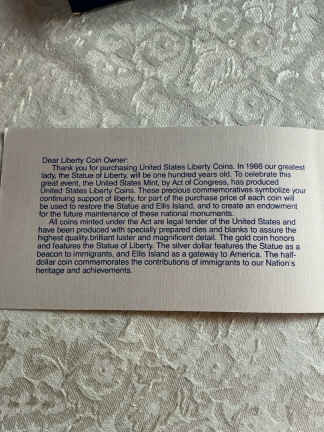 Dear Liberty Coin Owner:
Thank you for purchasing United States Liberty Coins. In 1986 our greatest
lady, the Statue of Liberty, will be one hundred years old. To celebrate this
great event, the United States Mint, by Act of Congress, has produced
United States Liberty Coins. These precious commemoratives symbolize your
continuing support of liberty, for part of the purchase price of each coin will
be used to restore the Statue and Ellis Island, and to create an endowment
for the future maintenance of these national monuments.
All coins minted under the Act are legal tender of the United States and
have been produced with specially prepared dies and blanks to assure the
highest quality,brilliant luster and magnificent detail. The gold coin honors
and features the Statue of Liberty. The silver dollar features the Statue as a
beacon to immigrants, and Ellis Island as a gateway to America. The half-
dollar coin commemorates the contributions of immigrants to our Nation's
heritage and achievements.